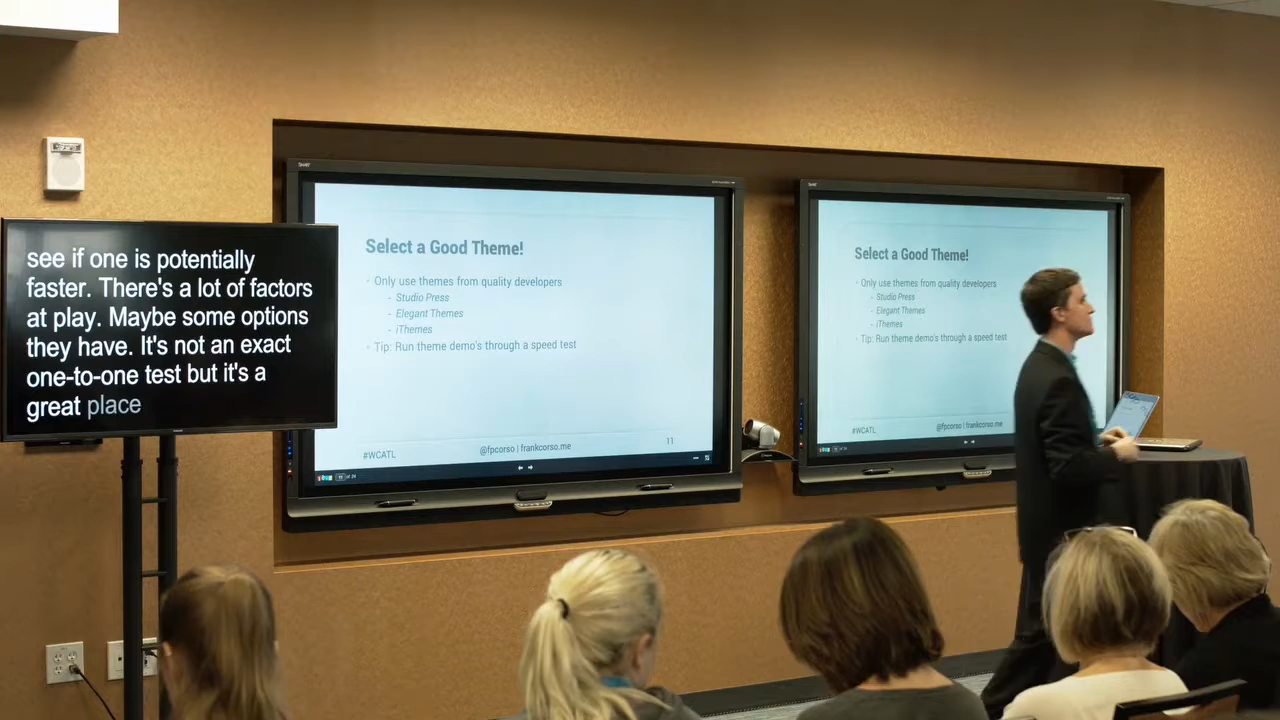 see if one is potentially
faster. There's a lot of factors
at play. Maybe some options
they have. It's not an exact
one-to-one test but it's a
great place
Select a Good Theme!
Only use themes from quality developers
- Studio Press
- Elegant Themes
- iThemes
Tip: Run theme demo's through a speed test
#WCATL
@fpcorso | frankcorso.me
11
Select a Good Theme!
Only use themes from quality developers
- Studio Press
- Elegant Themes
- iThemes
Tip: Run theme demo's through a speed test
#WCATL
@fpcorso | frankcorso.me